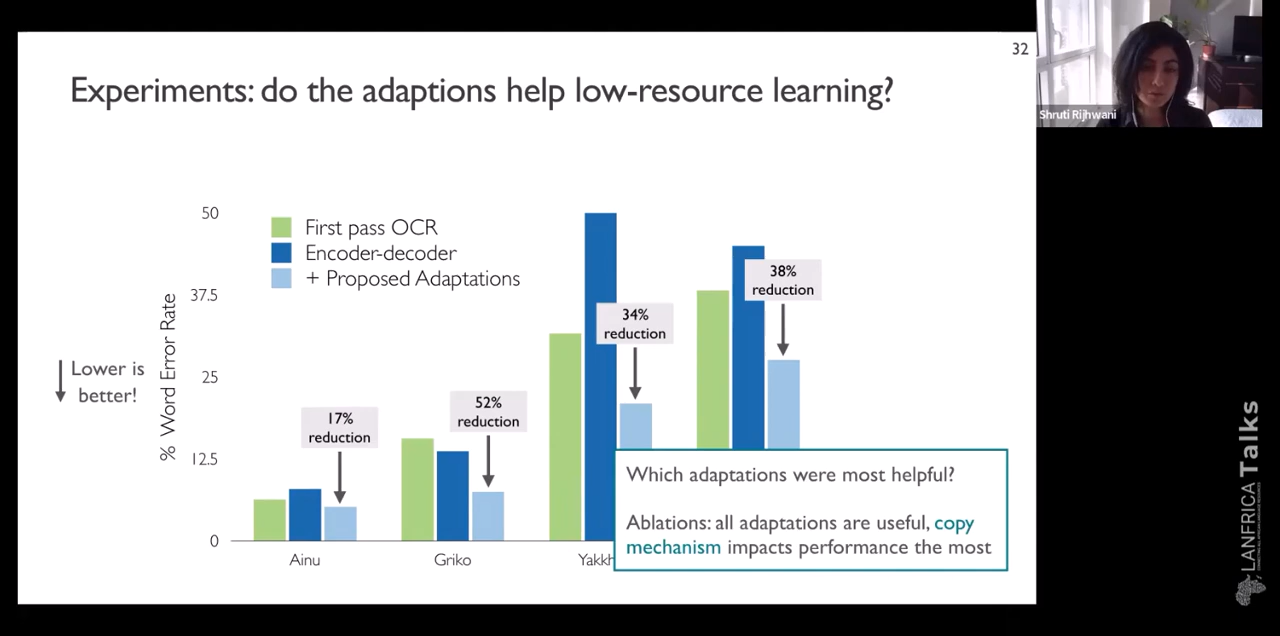 32
Shruti Rijhwani
Experiments: do the adaptions help low-resource learning?
First pass OCR
Encoder-decoder
+ Proposed Adaptations
% Word Error Rate
50
37.5
25
12.5
0
Lower is
better!
17%
reduction
52%
reduction
34%
reduction
38%
reduction
Ainu
Griko
Yakkh
Which adaptations were most helpful?
Ablations: all adaptations are useful, copy
mechanism impacts performance the most
LANFRICA Talks